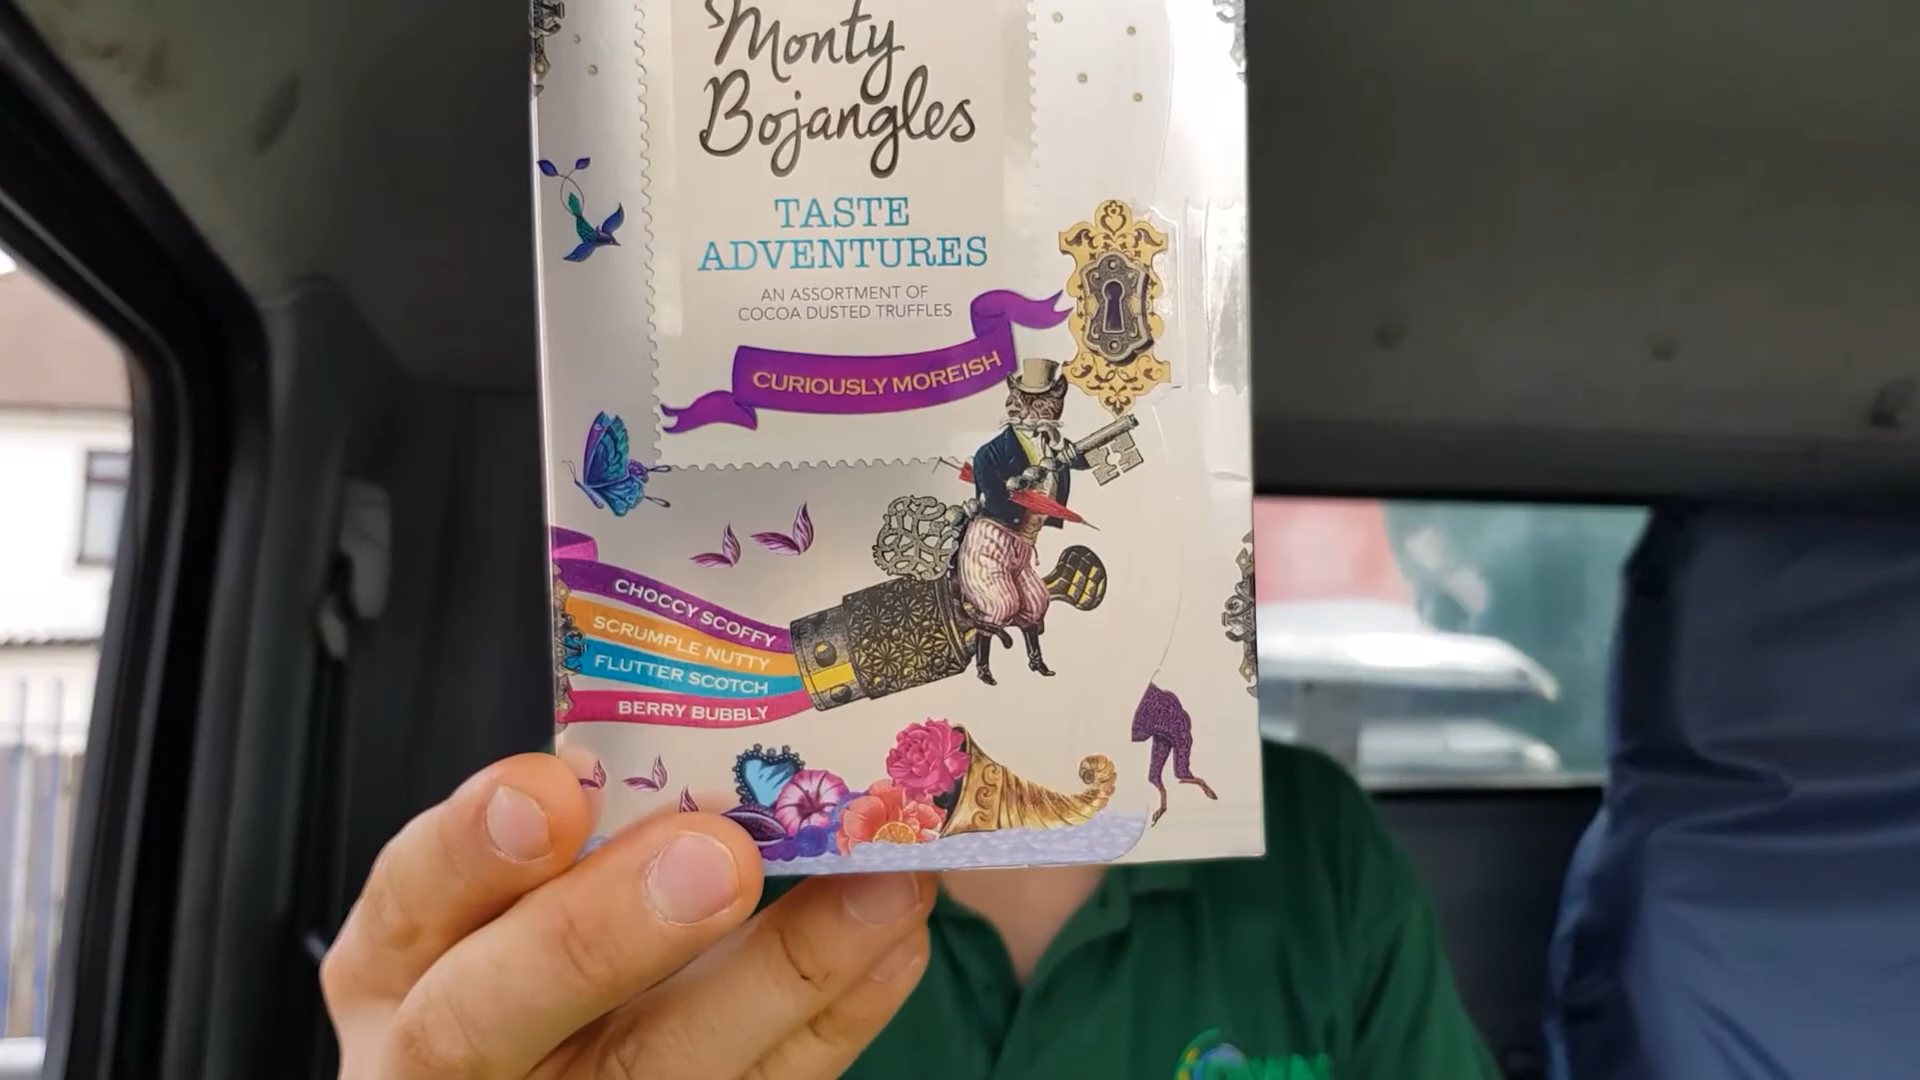 Monty
Bojangles
TASTE
ADVENTURES
AN ASSORTMENT OF
COCOA DUSTED TRUFFLES
CURIOUSLY MOREISH
CHOCCY SCOFFY
SCRUMPLE NUTTY
FLUTTER SCOTCH
BERRY BUBBLY